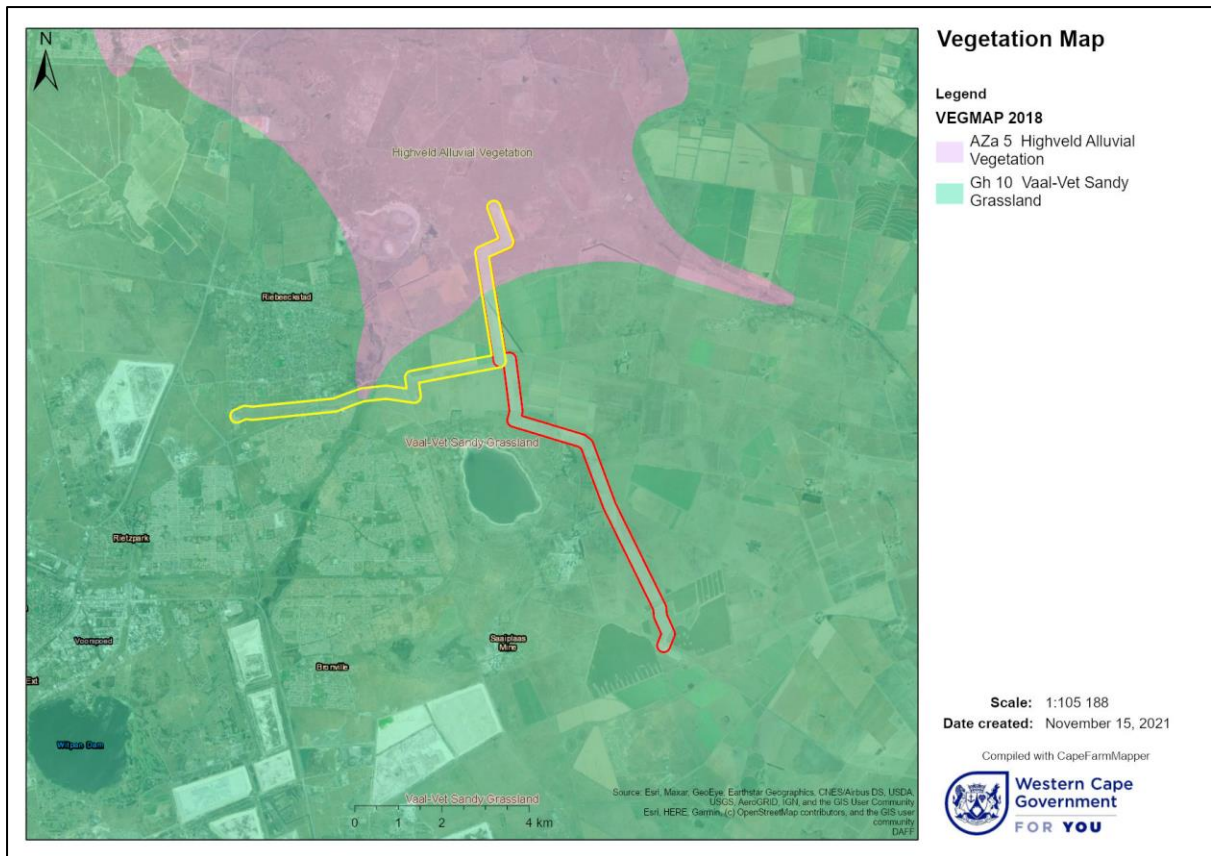 N
Highveld Alluvial Vegetation
Riebeeckstad
Vaal-Vet Sandy Grassland
Rietzpark
Voorspoed
Ext
Saaiplaas
Mine
Bronville
Witpan Dam
Vaal-Vet Sandy Grassland
0 1 2 4 km
Source: Esri, Maxar, GeoEye, Earthstar Geographics, CNES/Airbus DS, USDA,
USGS, AeroGRID, IGN, and the GIS User Community
Esri, HERE, Garmin, (c) OpenStreetMap contributors, and the GIS user
community
DAFF
Vegetation Map
Legend
VEGMAP 2018
AZa 5 Highveld Alluvial
Vegetation
Gh 10 Vaal-Vet Sandy
Grassland
Scale: 1:105 188
Date created: November 15, 2021
Compiled with CapeFarmMapper
Western Cape
Government
FOR YOU